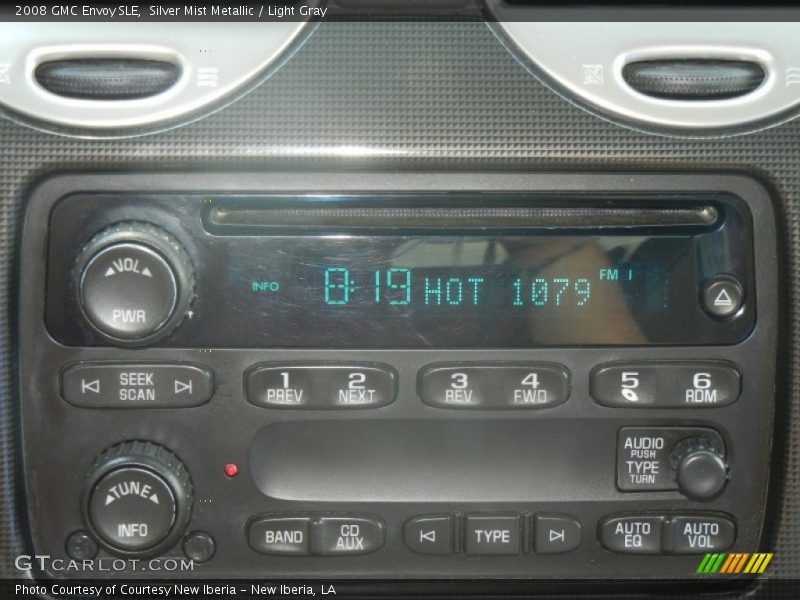 2008 GMC Envoy SLE,  Silver Mist Metallic / Light Gray
INFO 8:19 HOT 1079 FM 1
VOL
PWR
SEEK
SCAN
1
PREV
2
NEXT
3
REV
4
FWD
5
6
RDM
AUDIO
PUSH
TYPE
TURN
TUNE
INFO
BAND
CD
AUX
TYPE
AUTO
EQ
AUTO
VOL
GTCARLOT.COM
Photo Courtesy of Courtesy New Iberia - New Iberia, LA